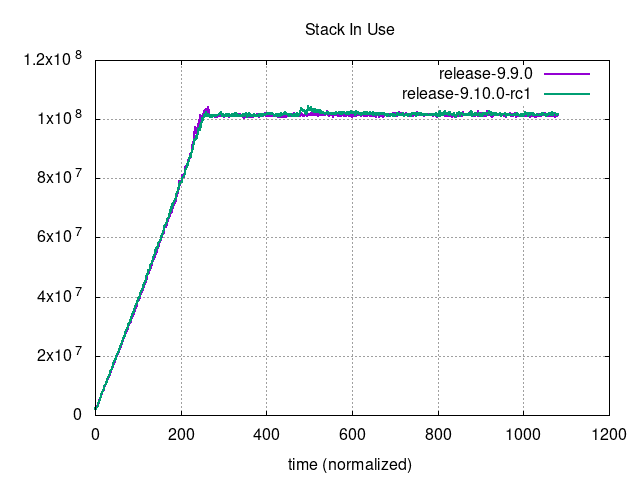 Stack In Use
1.2x10 8
1x10 8
8x10 7
6x10 7
4x10 7
2x10 7
0
release-9.9.0
release-9.10.0-rc1
0 200 400 600 800 1000 1200
time (normalized)